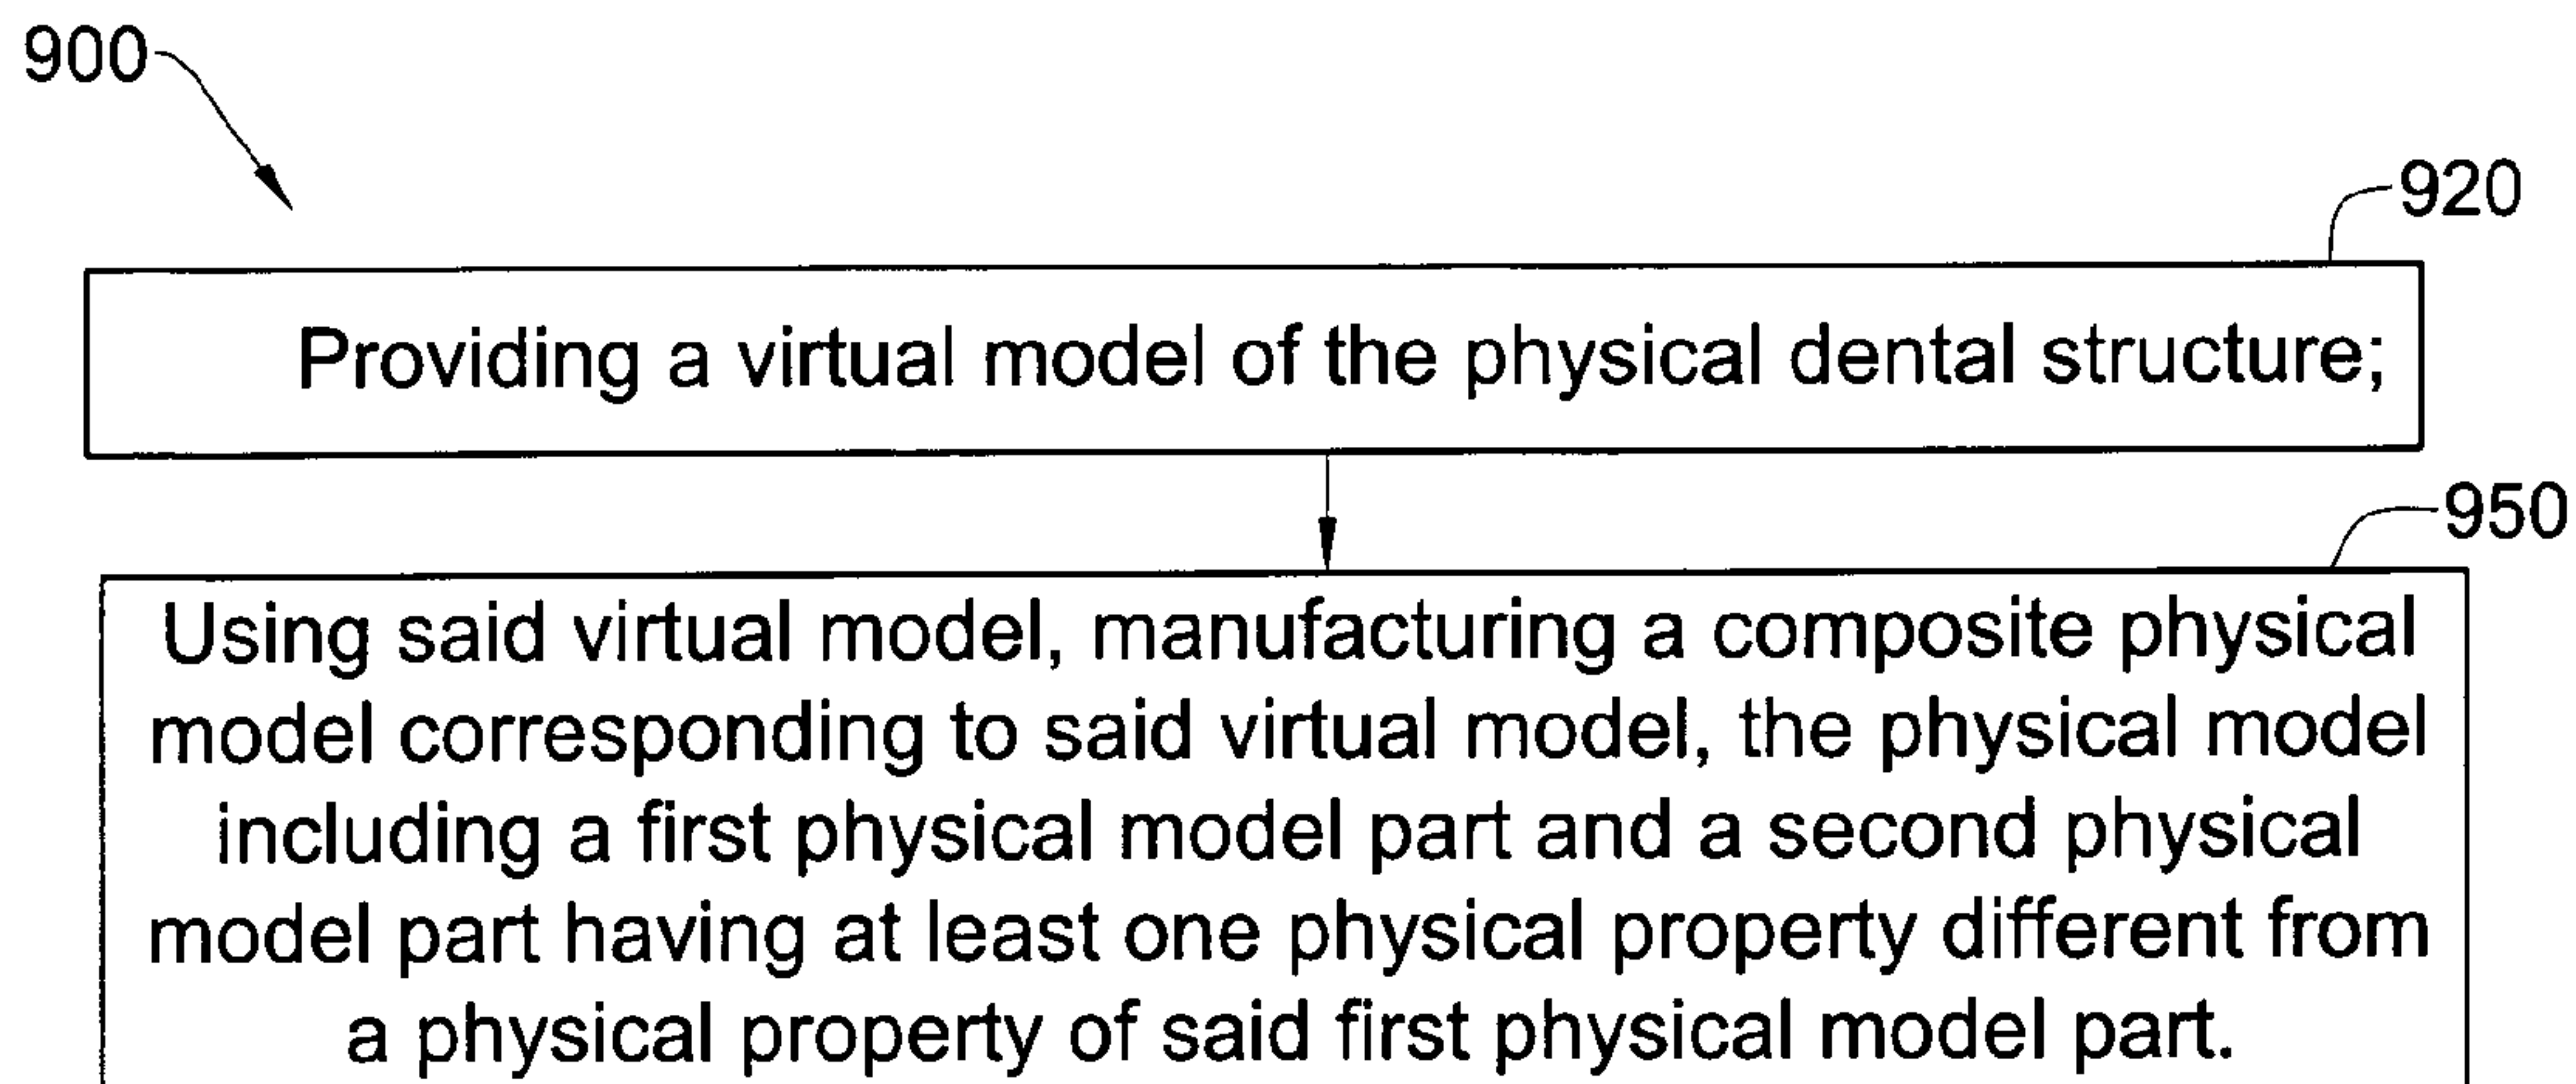 900
920
Providing a virtual model of the physical dental structure;
950
Using said virtual model, manufacturing a composite physical
model corresponding to said virtual model, the physical model
including a first physical model part and a second physical
model part having at least one physical property different from
a physical property of said first physical model part.